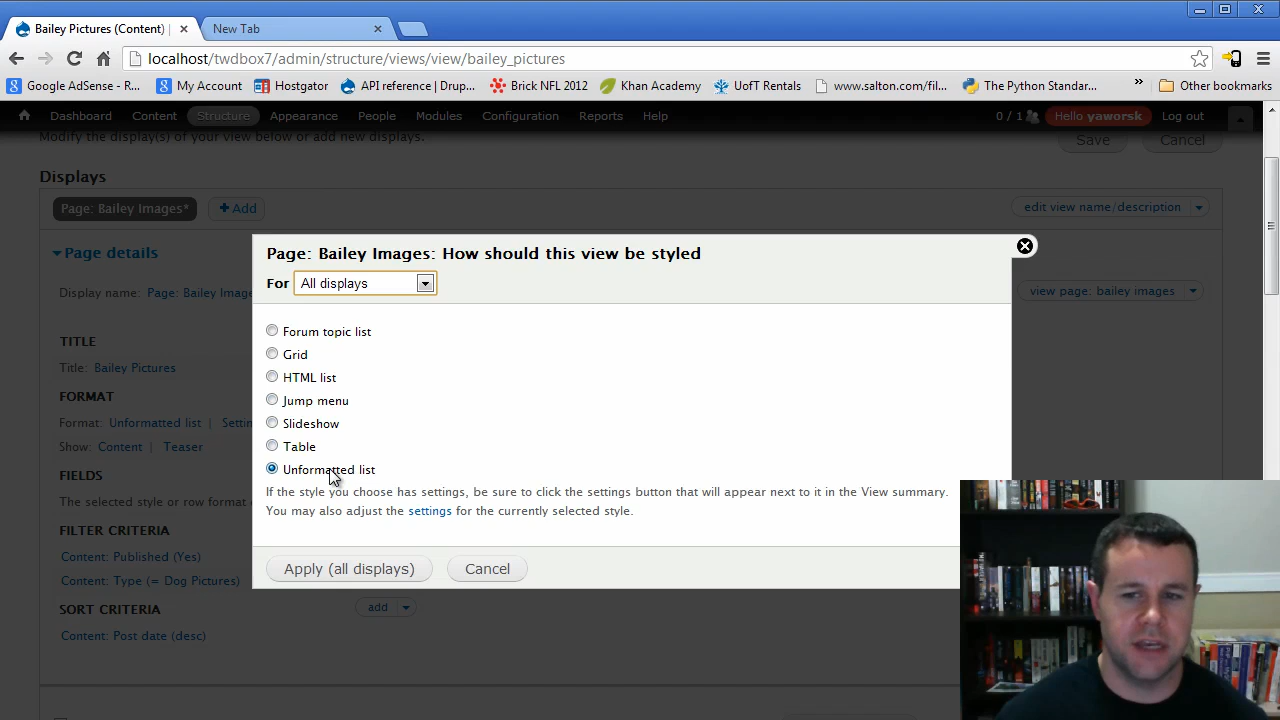 Bailey Pictures (Content) |
New Tab
localhost/twdbox7/admin/structure/views/view/bailey_pictures
Google AdSense - R...
My Account
Hostgator
API reference | Drup...
Brick NFL 2012
Khan Academy
UofT Rentals
www.salton.com/fil...
The Python Standar...
»
Other bookmarks
Dashboard
Content
Structure
Appearance
People
Modules
Configuration
Reports
Help
0 / 1
Hello yaworsk
Log out
Modify the display(s) of your view below or add new displays.
Save
Cancel
Displays
Page: Bailey Images*
+ Add
edit view name/description
Page details
Display name: Page: Bailey Image
view page: bailey images
Page: Bailey Images: How should this view be styled
For All displays
Forum topic list
Grid
HTML list
Jump menu
Slideshow
Table
Unformatted list
If the style you choose has settings, be sure to click the settings button that will appear next to it in the View summary.
You may also adjust the settings for the currently selected style.
Apply (all displays)
Cancel
TITLE
Title: Bailey Pictures
FORMAT
Format: Unformatted list | Settin
Show: Content | Teaser
FIELDS
The selected style or row format
FILTER CRITERIA
Content: Published (Yes)
Content: Type (= Dog Pictures)
SORT CRITERIA
add
Content: Post date (desc)